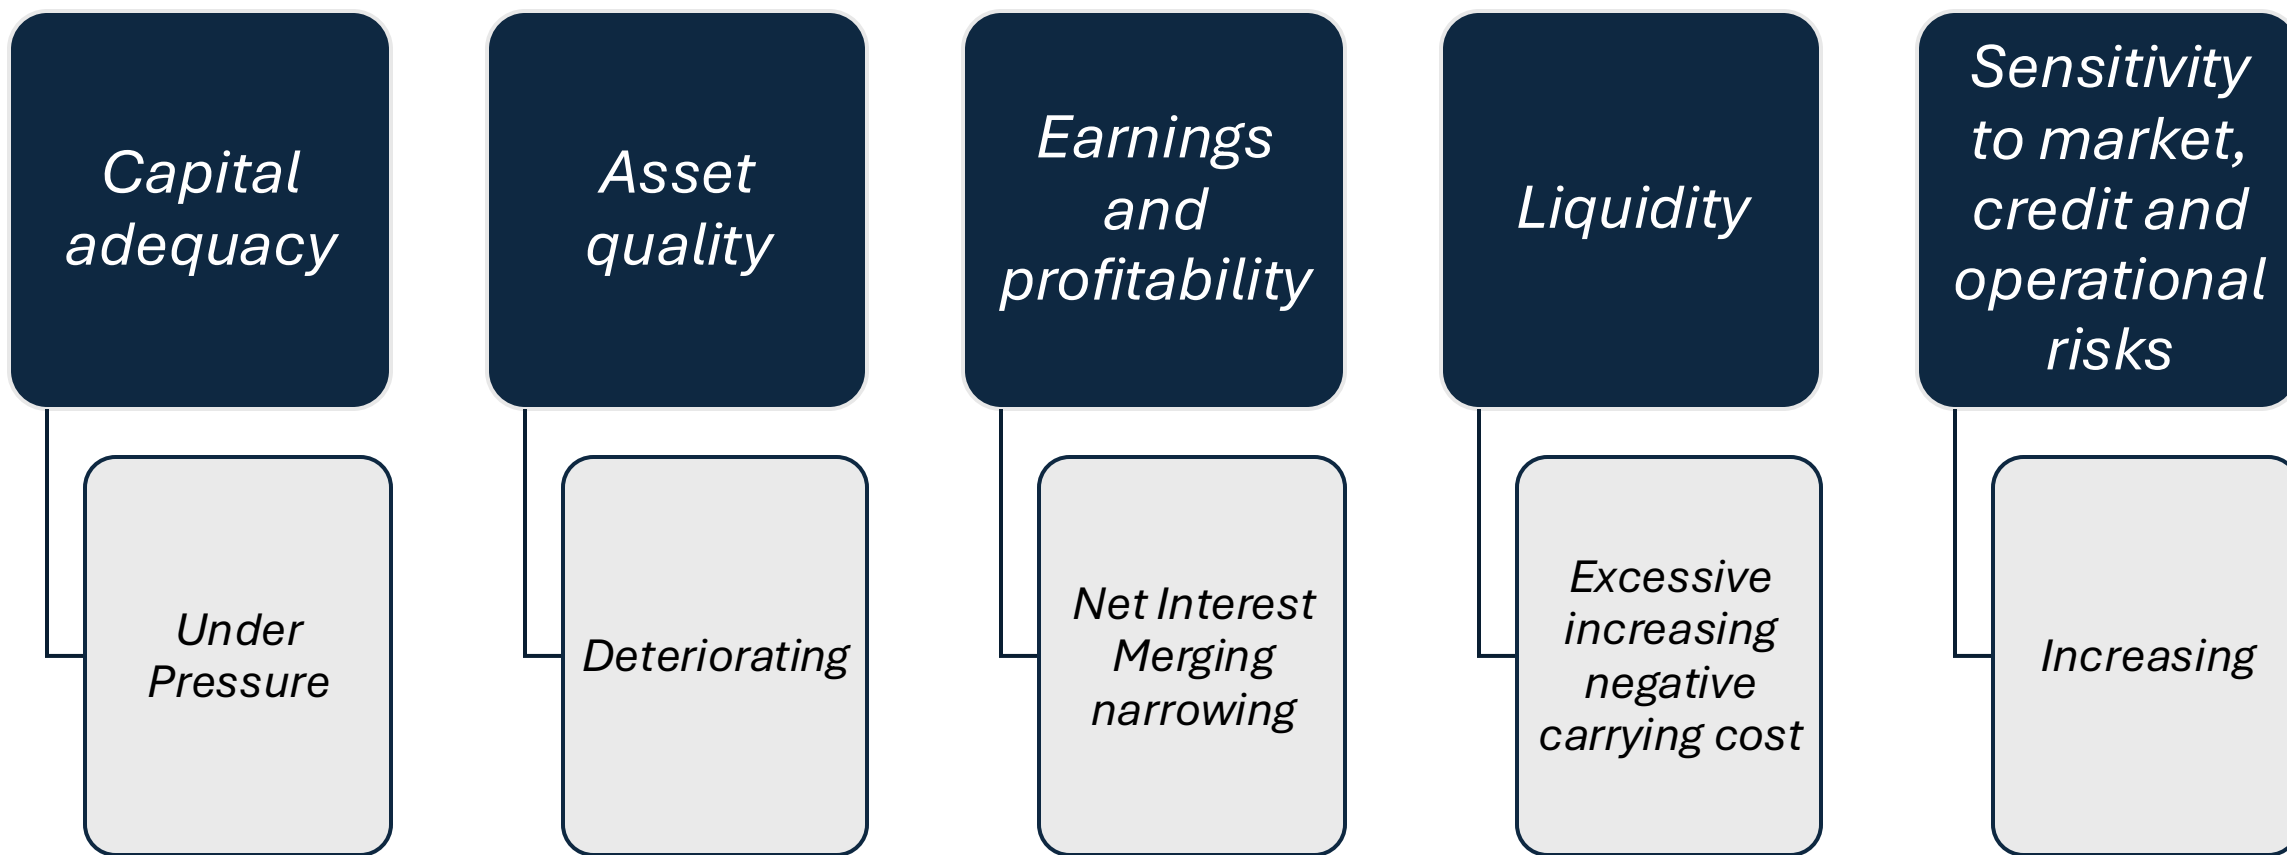 Capital
adequacy
Under
Pressure
Asset
quality
Deteriorating
Earnings
and
profitability
Net Interest
Merging
narrowing
Liquidity
Excessive
increasing
negative
carrying cost
Sensitivity
to market,
credit and
operational
risks
Increasing